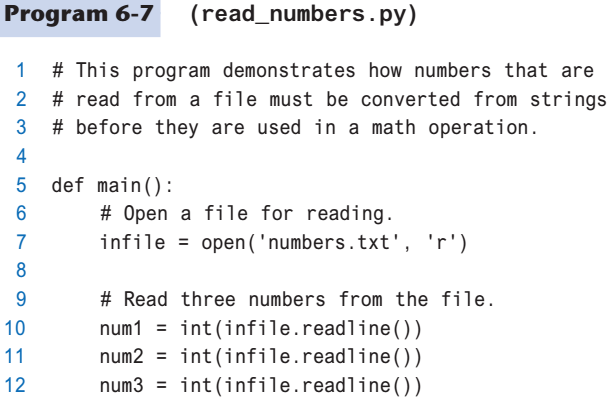 Program 6-7 (read_numbers.py)
1 # This program demonstrates how numbers that are
2 # read from a file must be converted from strings
3 # before they are used in a math operation.
4
5 def main():
6     # Open a file for reading.
7     infile = open('numbers.txt', 'r')
8
9     # Read three numbers from the file.
10     num1 = int(infile.readline())
11     num2 = int(infile.readline())
12     num3 = int(infile.readline())